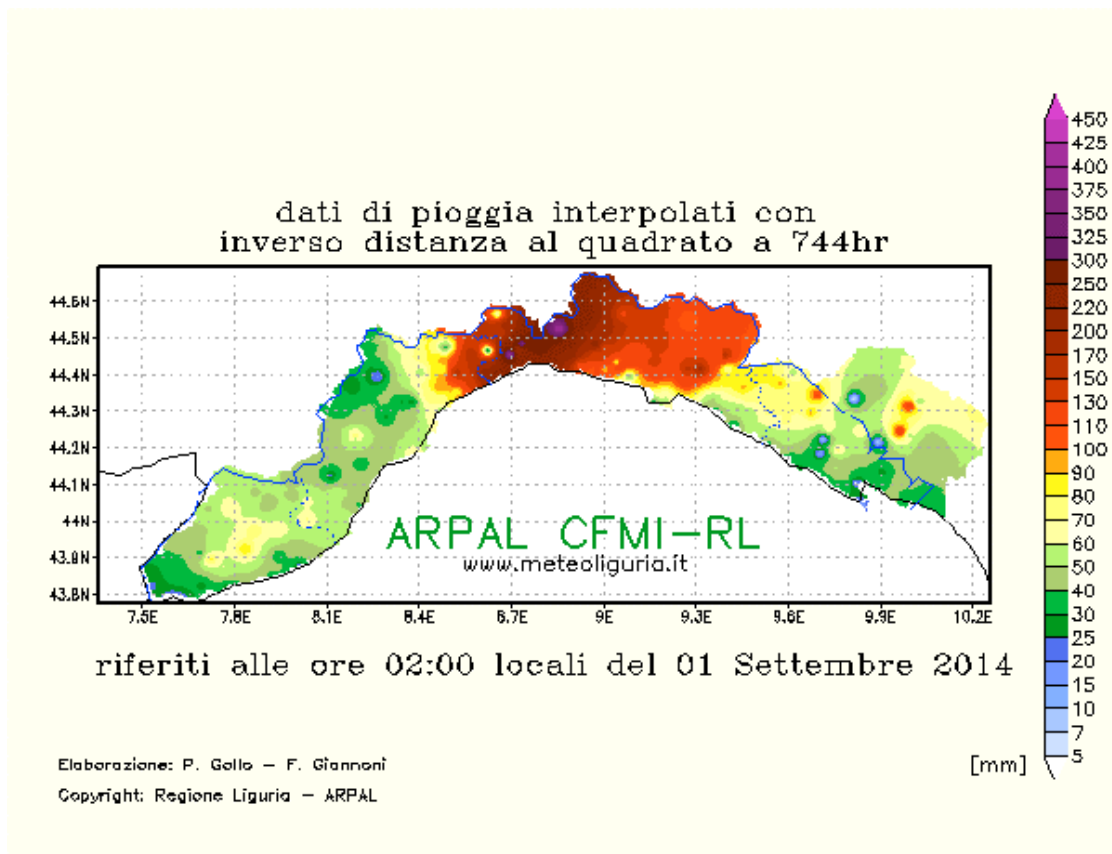 dati di pioggia interpolati con
inverso distanza al quadrato a 744hr
450
425
400
375
350
325
300
250
200
170
150
130
110
100
90
80
70
60
50
40
30
25
20
15
10
7
5
44.6N
44.5N
44.4N
44.3N
44.2N
44.1N
44N
43.9N
43.8N
ARPAL CFMI-RL
www.meteoliguria.it
7.5E 7.8E 8.1E 8.4E 8.7E 9E 9.3E 9.6E 9.9E 10.2E
riferiti alle ore 02:00 locali del 01 Settembre 2014
[mm]
Elaborazione: P. Gollo - F. Giannoni
Copyright: Regione Liguria - ARPAL